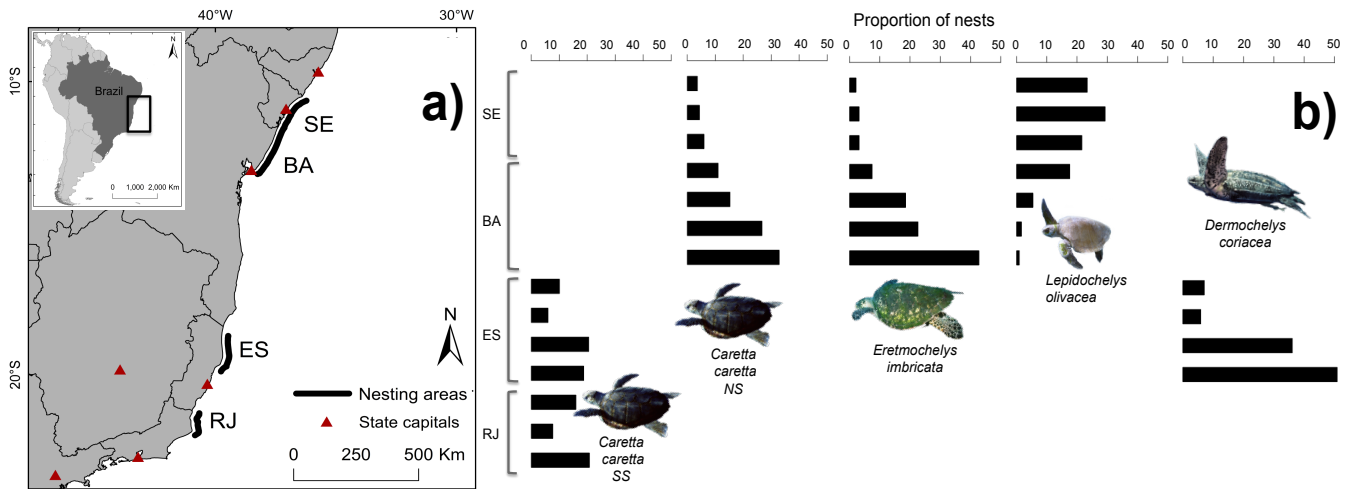 40°W
30°W
10°S
20°S
N
Brazil
0 1,000 2,000 Km
a)
SE
BA
ES
RJ
N
Nesting areas
State capitals
0 250 500 Km
Proportion of nests
0 10 20 30 40 50
0 10 20 30 40 50
0 10 20 30 40 50
0 10 20 30 40 50
0 10 20 30 40 50
b)
SE
BA
ES
RJ
Caretta
caretta
SS
Caretta
caretta
NS
Eretmochelys
imbricata
Lepidochelys
olivacea
Dermochelys
coriacea